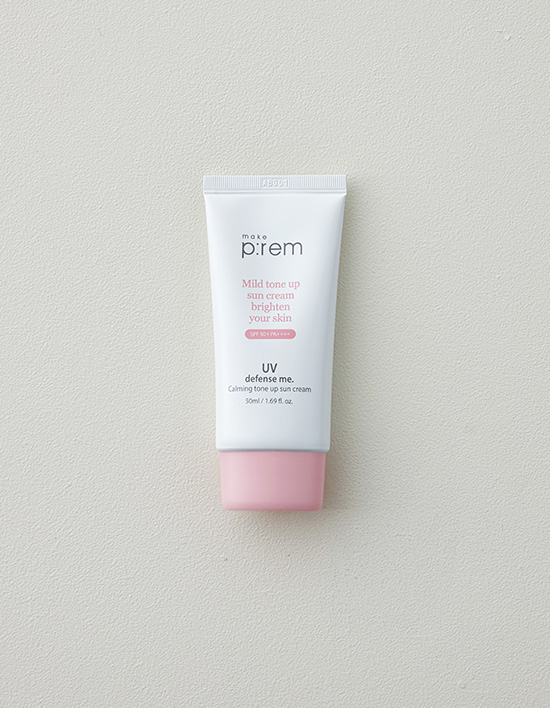 make
p:rem
Mild tone up
sun cream
brighten
your skin
SPF 50+ PA++++
UV
defense me.
Calming tone up sun cream
50ml / 1.69 fl. oz.